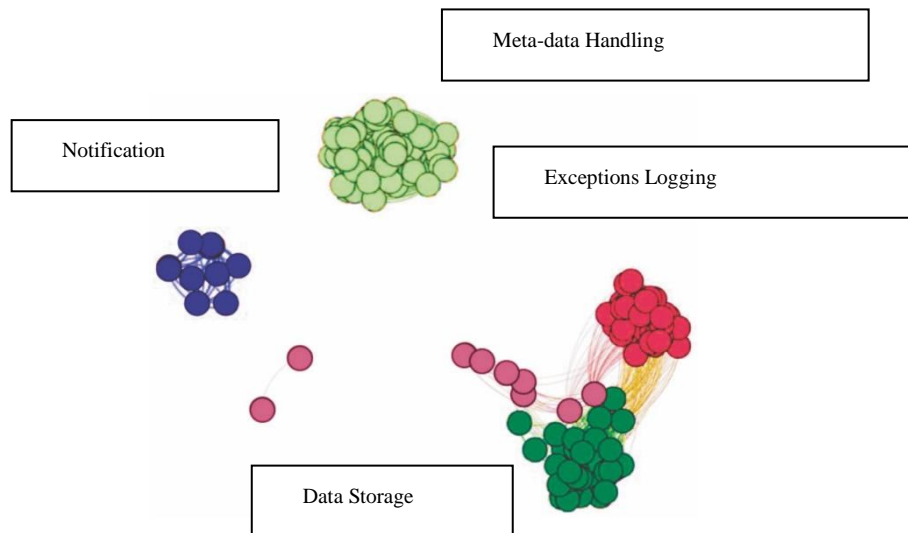 Meta-data Handling
Notification
Exceptions Logging
Data Storage